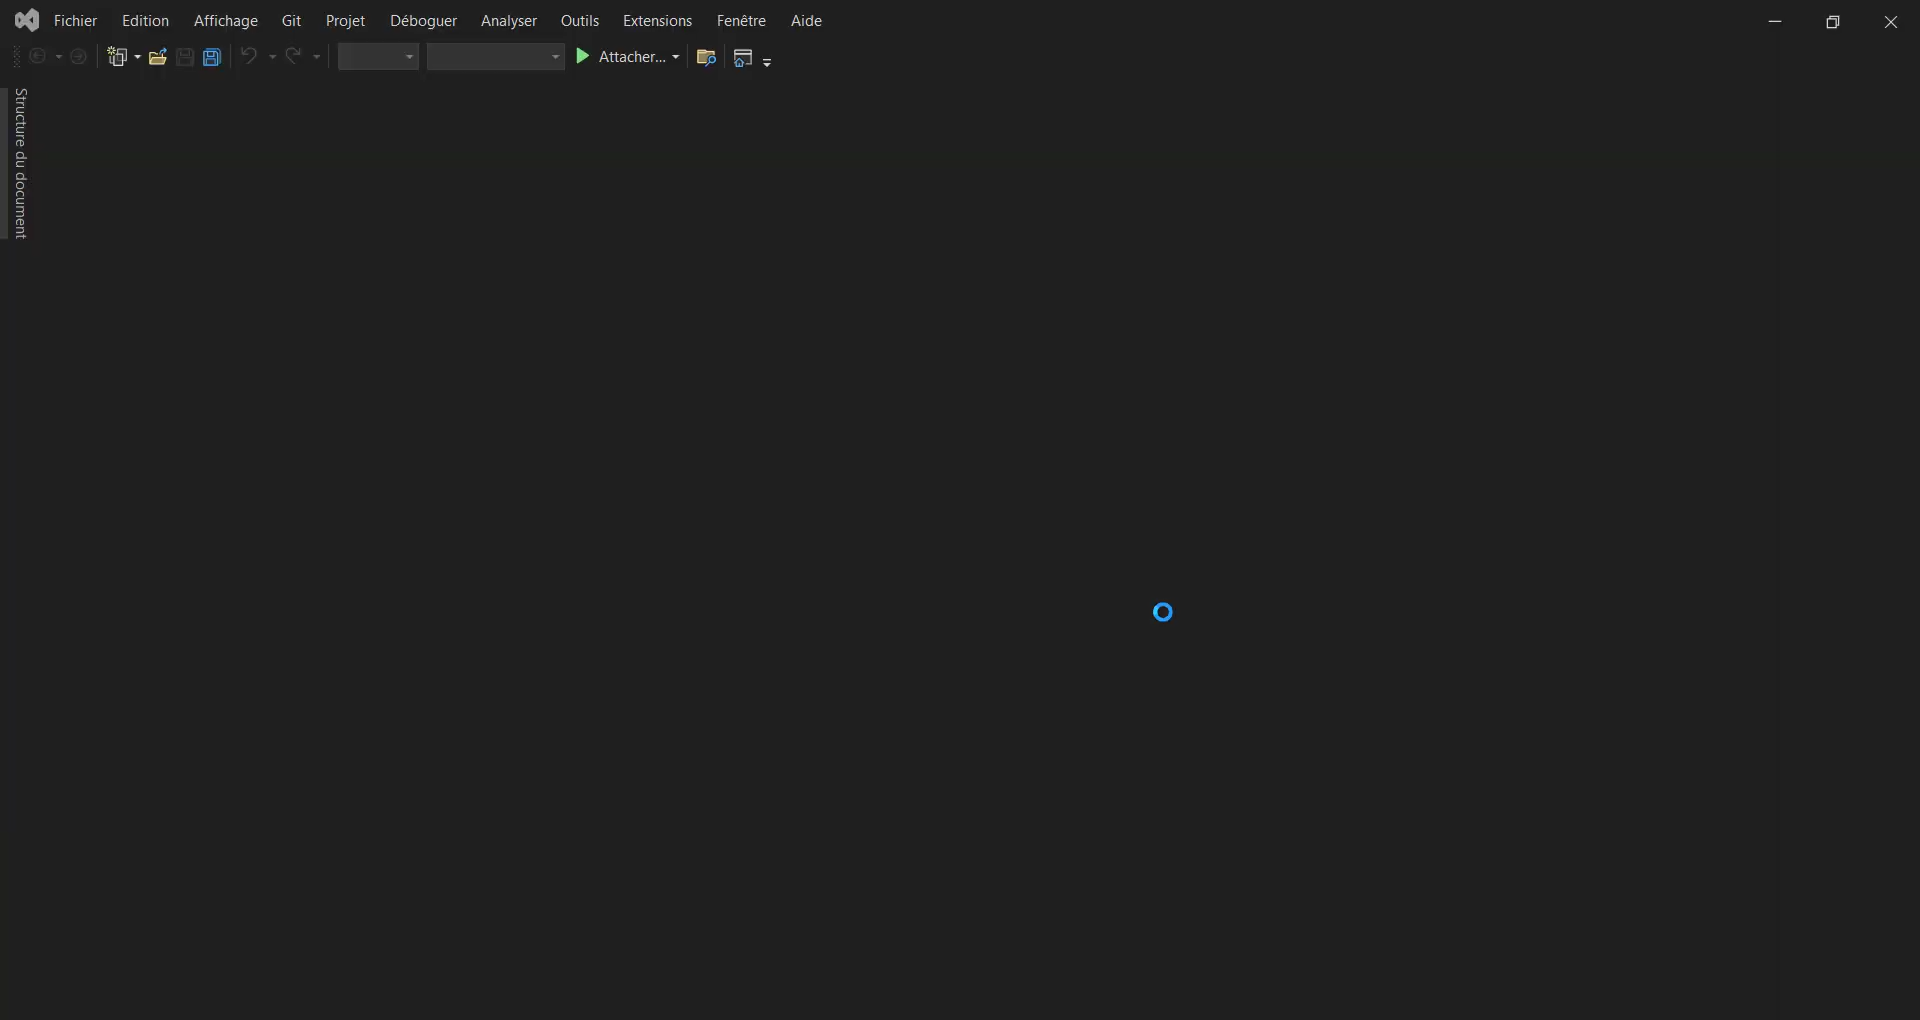 Fichier Edition Affichage Git Projet Déboguer Analyser Outils Extensions Fenêtre Aide
Attacher...
Structure du document